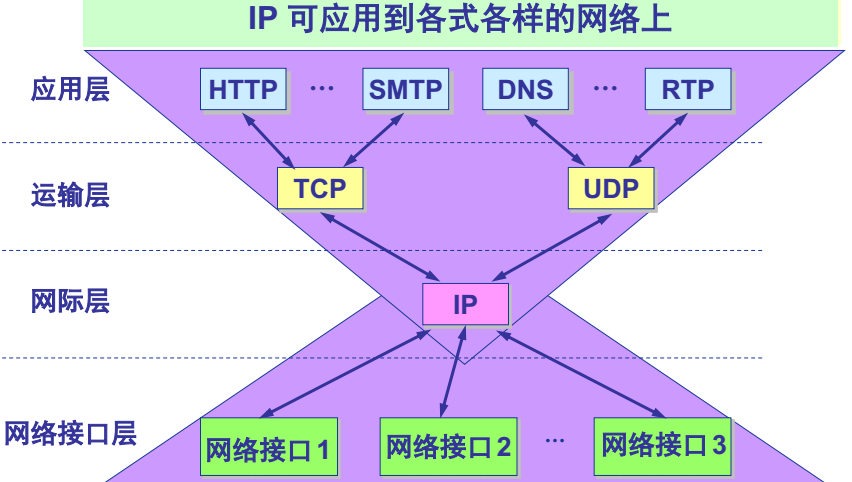 IP 可应用到各式各样的网络上
应用层
HTTP … SMTP DNS … RTP
运输层
TCP UDP
网际层
IP
网络接口层
网络接口 1 网络接口 2 … 网络接口 3